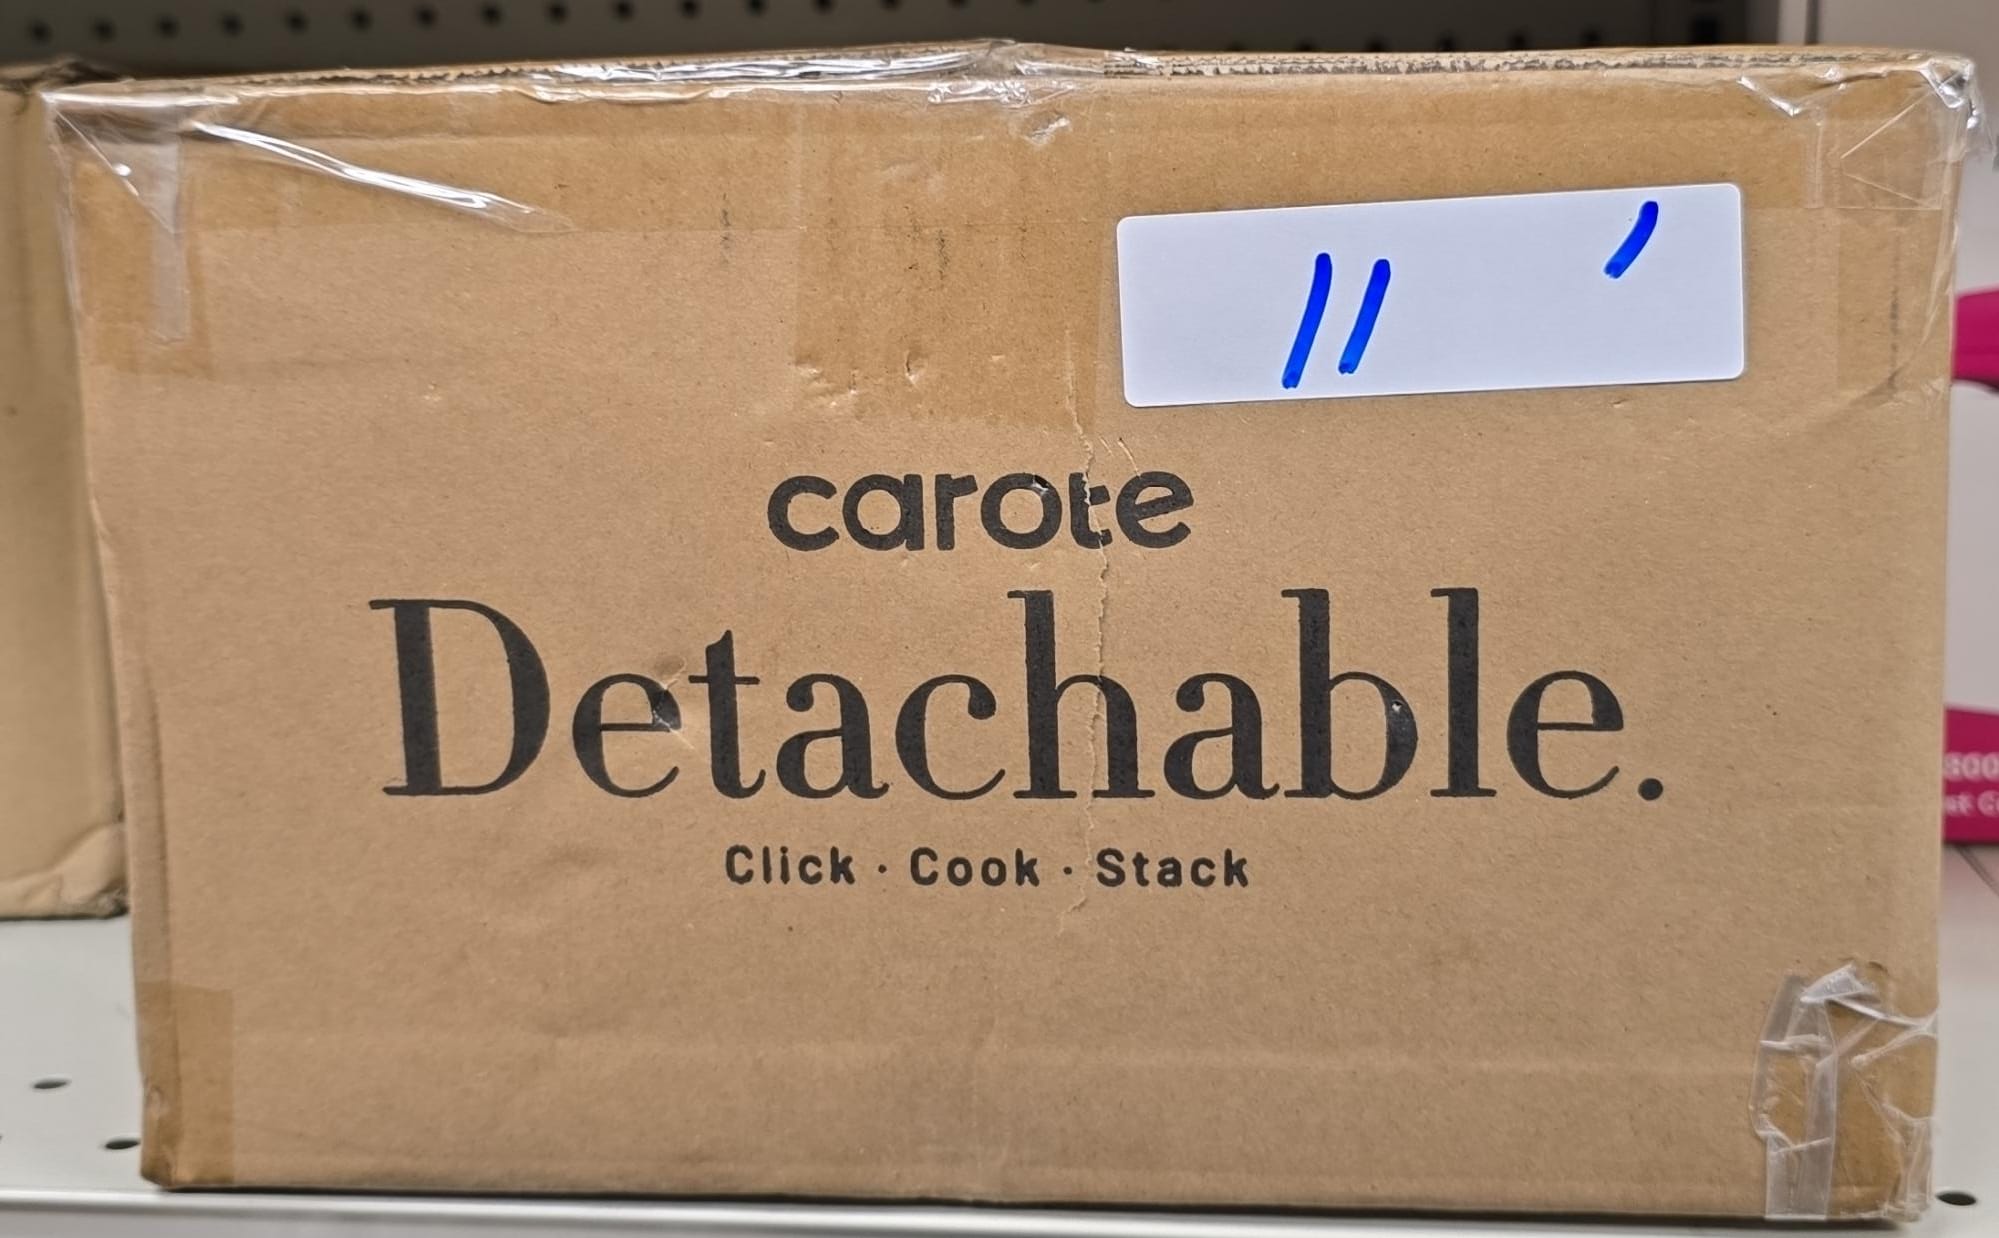 11 '
carote
Detachable.
Click · Cook · Stack